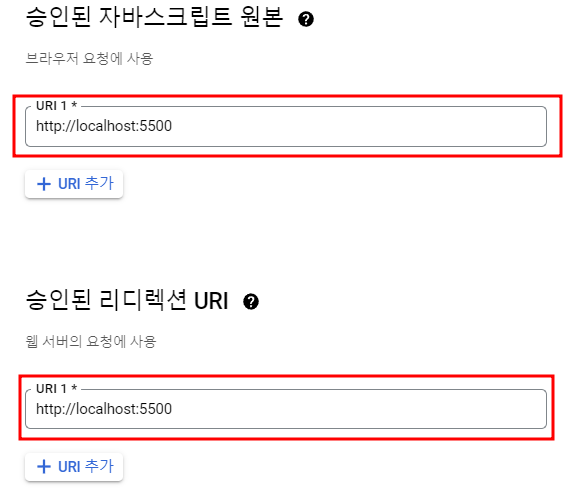 승인된 자바스크립트 원본 ?
브라우저 요청에 사용
URI 1 *
http://localhost:5500
+ URI 추가
승인된 리디렉션 URI ?
웹 서버의 요청에 사용
URI 1 *
http://localhost:5500
+ URI 추가